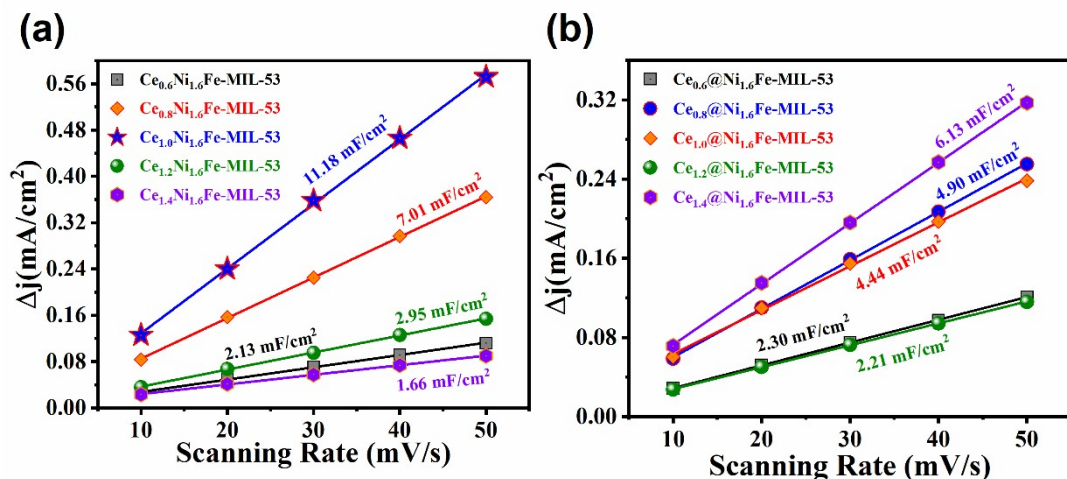 (a)
Ce0.6Ni1.6Fe-MIL-53
Ce0.8Ni1.6Fe-MIL-53
Ce1.0Ni1.6Fe-MIL-53
Ce1.2Ni1.6Fe-MIL-53
Ce1.4Ni1.6Fe-MIL-53
11.18 mF/cm²
7.01 mF/cm²
2.95 mF/cm²
2.13 mF/cm²
1.66 mF/cm²
Δj(mA/cm²)
0.56
0.48
0.40
0.32
0.24
0.16
0.08
0.00
10 20 30 40 50
Scanning Rate (mV/s)
(b)
Ce0.6@Ni1.6Fe-MIL-53
Ce0.8@Ni1.6Fe-MIL-53
Ce1.0@Ni1.6Fe-MIL-53
Ce1.2@Ni1.6Fe-MIL-53
Ce1.4@Ni1.6Fe-MIL-53
6.13 mF/cm²
4.90 mF/cm²
4.44 mF/cm²
2.30 mF/cm²
2.21 mF/cm²
Δj(mA/cm²)
0.32
0.24
0.16
0.08
0.00
10 20 30 40 50
Scanning Rate (mV/s)